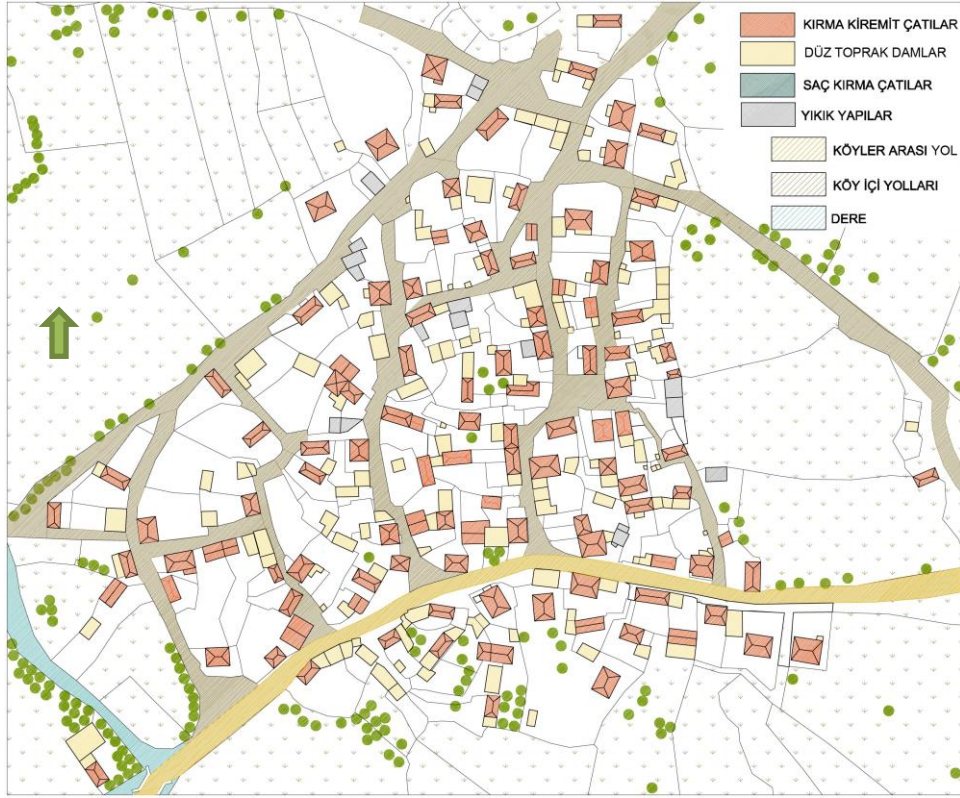 KIRMA KİREMİT ÇATILAR
DÜZ TOPRAK DAMLAR
SAÇ KIRMA ÇATILAR
YIKIK YAPILAR
KÖYLER ARASI YOL
KÖY İÇİ YOLLARI
DERE